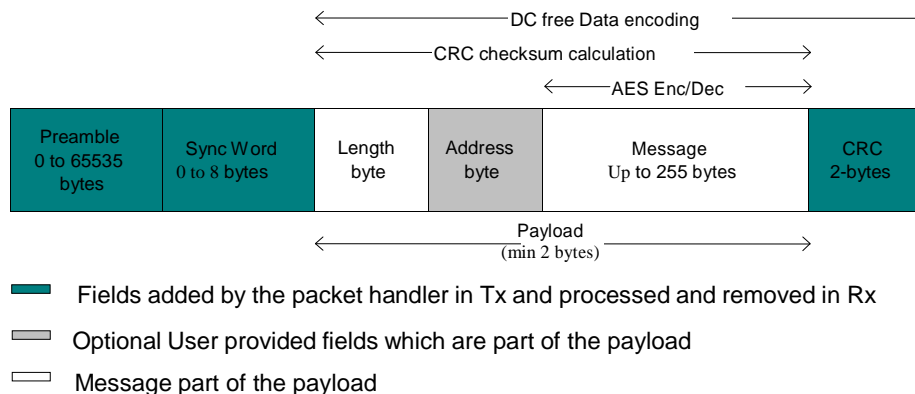 DC free Data encoding
CRC checksum calculation
AES Enc/Dec
Preamble
0 to 65535
bytes
Sync Word
0 to 8 bytes
Length
byte
Address
byte
Message
Up to 255 bytes
CRC
2-bytes
Payload
(min 2 bytes)
Fields added by the packet handler in Tx and processed and removed in Rx
Optional User provided fields which are part of the payload
Message part of the payload